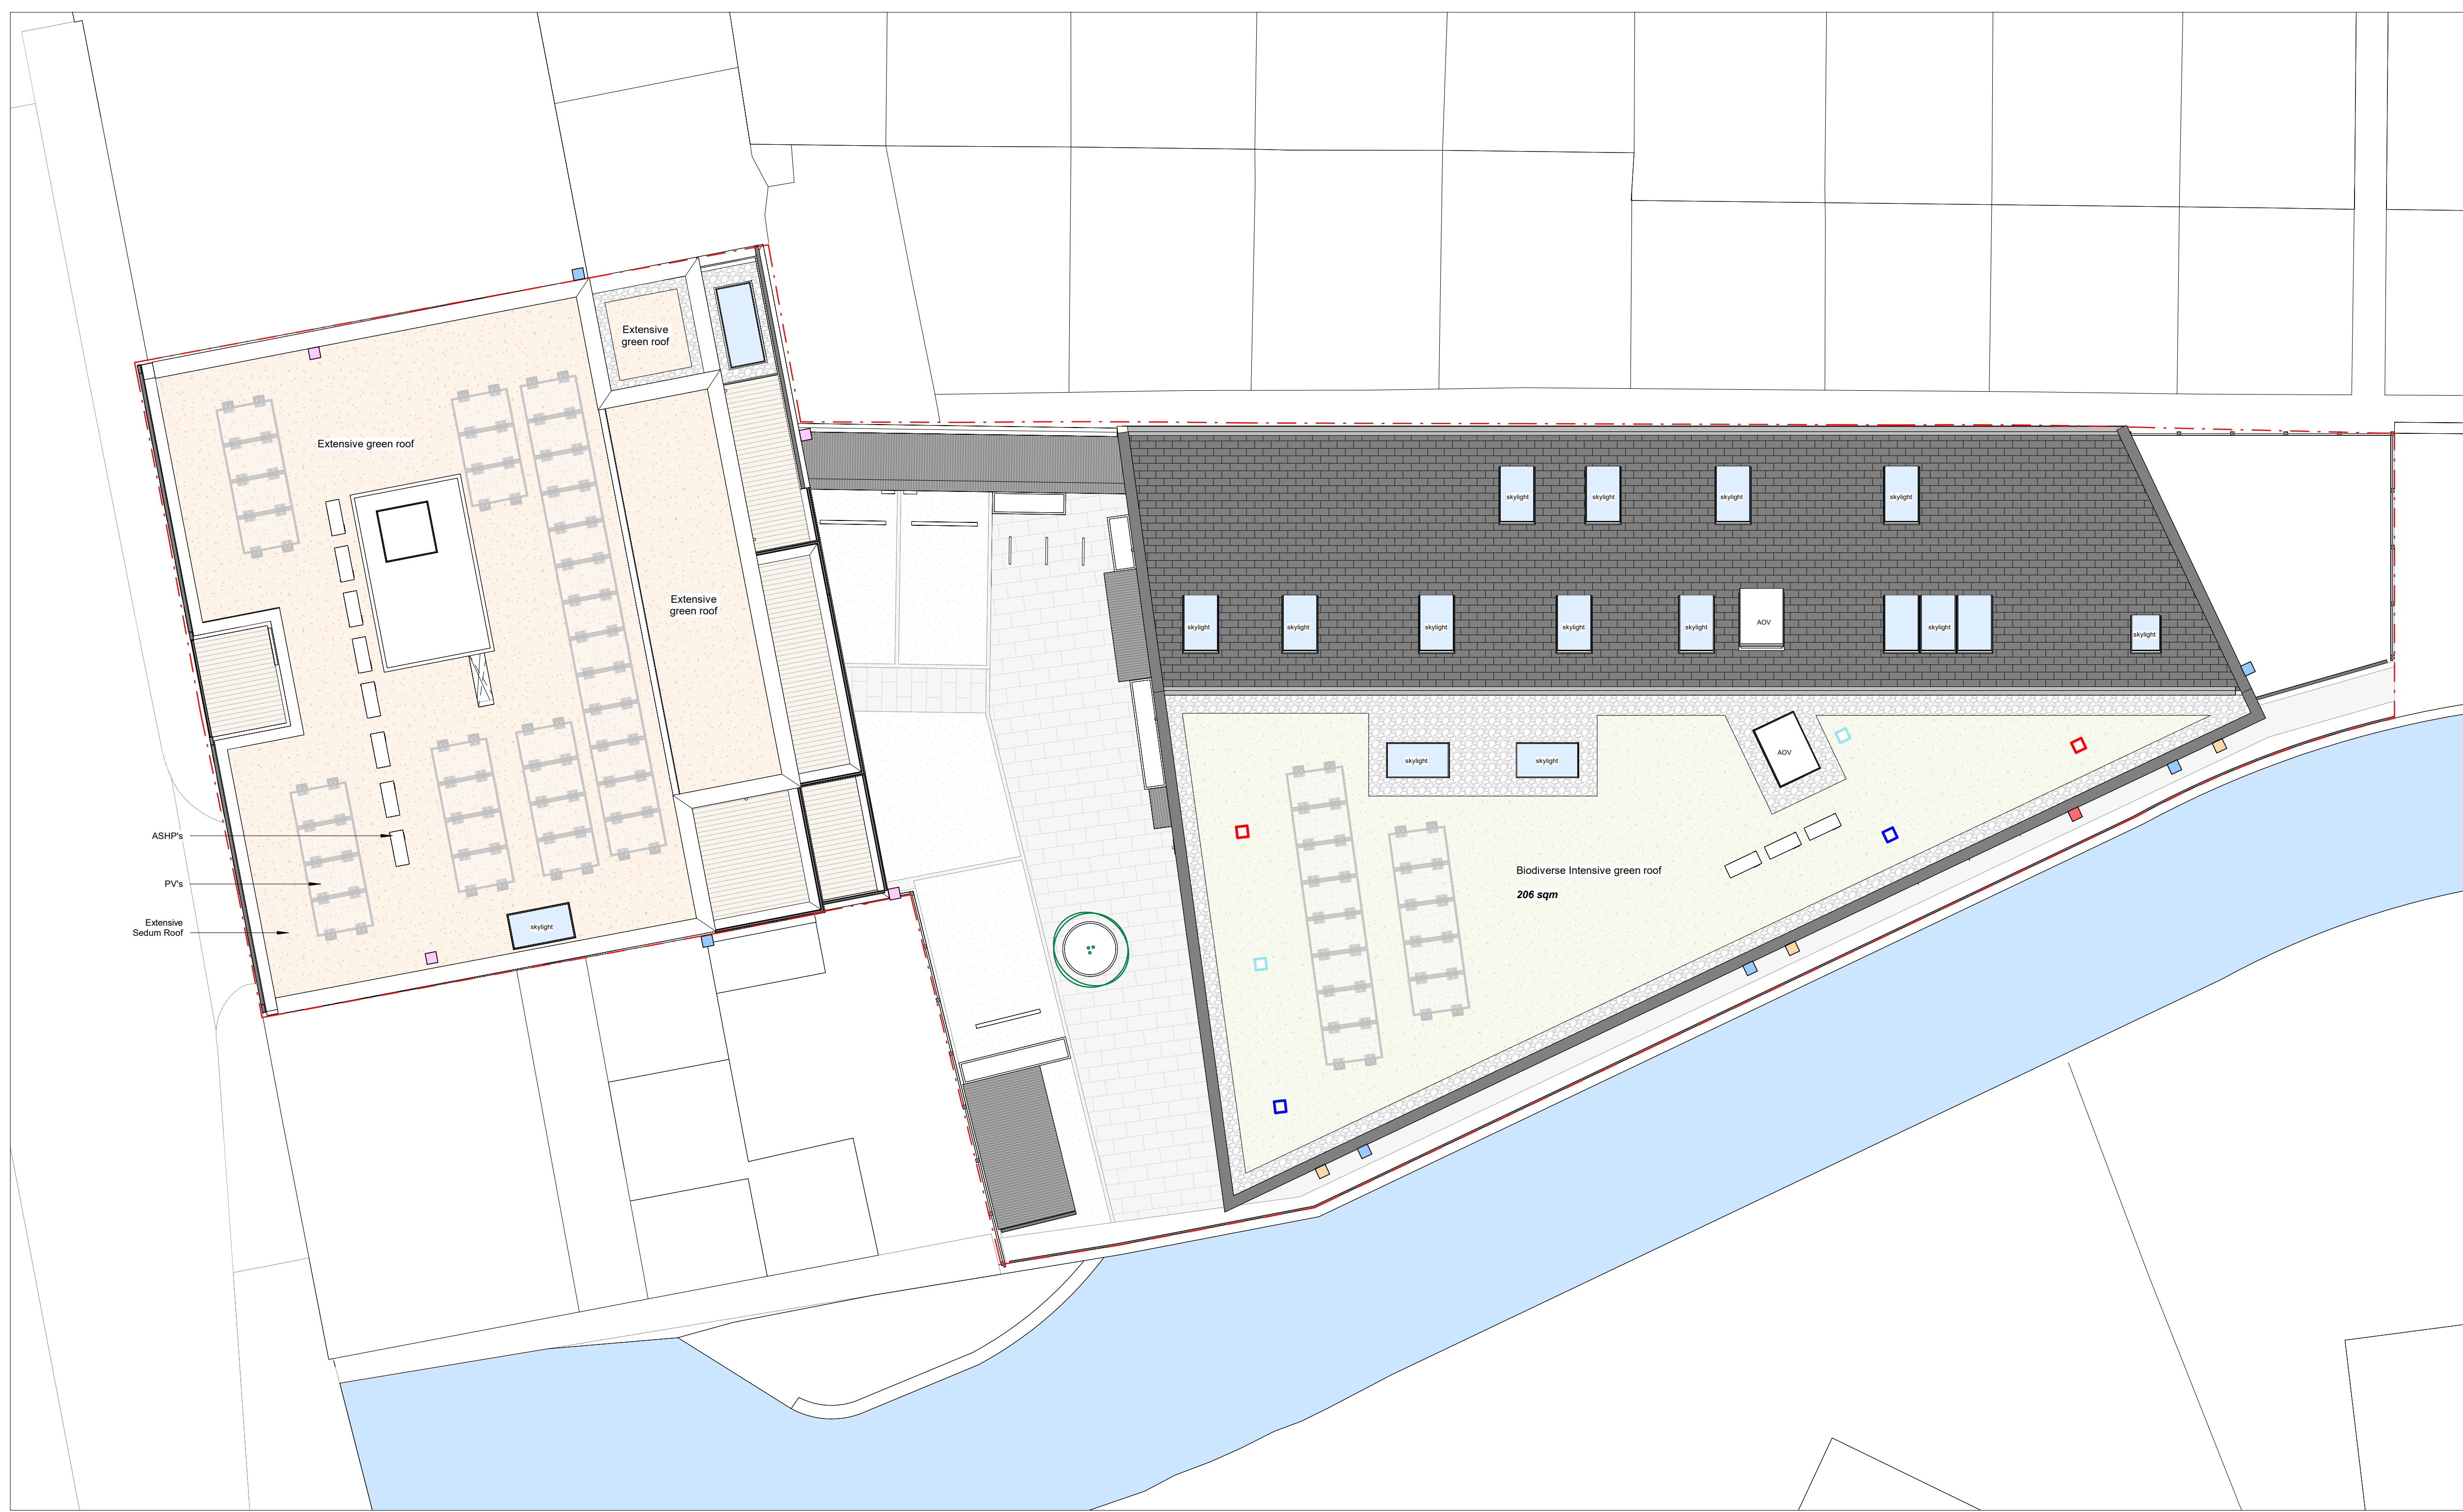 Extensive
green roof
Extensive green roof
skylight
skylight
skylight
skylight
Extensive
green roof
skylight
skylight
skylight
skylight
skylight
AOV
skylight
skylight
skylight
skylight
AOV
ASHP's
PV's
Extensive
Sedum Roof
skylight
Biodiverse Intensive green roof
206 sqm